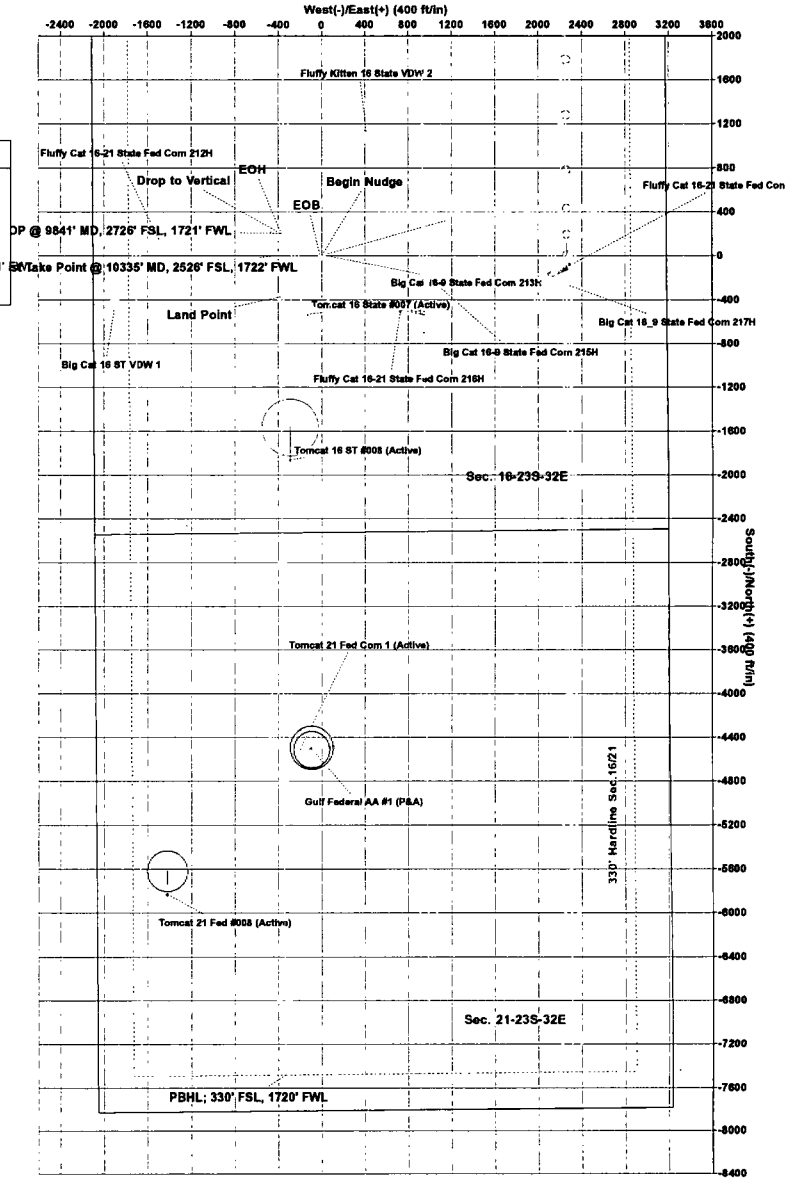 West(-)/East(+) (400 ft/in)
-2400 -2000 -1600 -1200 -800 -400 0 400 800 1200 1600 2000 2400 2800 3200 3600
2000
Fluffy Kitten 16 State VDW 2
1600
1200
Fluffy Cat 16-21 State Fed Com 212H
EOH
800
Drop to Vertical
Begin Nudge
Fluffy Cat 16-21 State Fed Con
EOB
400
OP @ 9841' MD, 2726' FSL, 1721' FWL
0
Take Point @ 10335' MD, 2526' FSL, 1722' FWL
Big Cat 16-9 State Fed Com 213H
-400
Tomcat 16 State #007 (Active)
Land Point
Big Cat 16_9 State Fed Com 217H
-800
Big Cat 16-9 State Fed Com 215H
Big Cat 16 ST VDW 1
Fluffy Cat 16-21 State Fed Com 216H
-1200
-1600
Tomcat 16 ST #008 (Active)
-2000
Sec. 16-23S-32E
-2400
-2800
South(-)/North(+) (400 ft/in)
-3200
-3600
Tomcat 21 Fed Com 1 (Active)
-4000
-4400
-4800
Gulf Federal AA #1 (P&A)
330' Hardline Sec.16/21
-5200
-5600
-6000
Tomcat 21 Fed #008 (Active)
-6400
-6800
Sec. 21-23S-32E
-7200
-7600
PBHL; 330' FSL, 1720' FWL
-8000
-8400